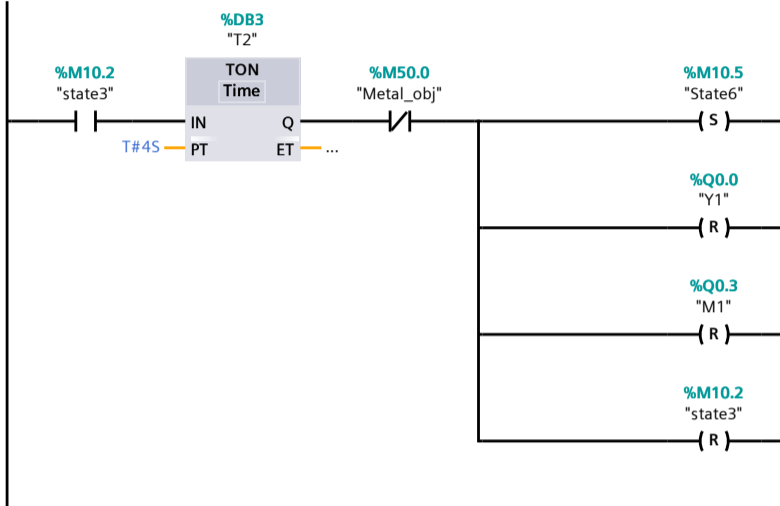 %DB3
"T2"
%M10.2
"state3"
TON
Time
%M50.0
"Metal_obj"
%M10.5
"State6"
IN
Q
S
T#4S
PT
ET
...
%Q0.0
"Y1"
R
%Q0.3
"M1"
R
%M10.2
"state3"
R